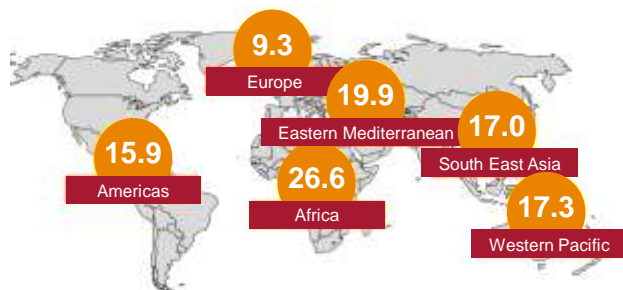 9.3
Europe
19.9
Eastern Mediterranean
17.0
South East Asia
15.9
Americas
26.6
Africa
17.3
Western Pacific